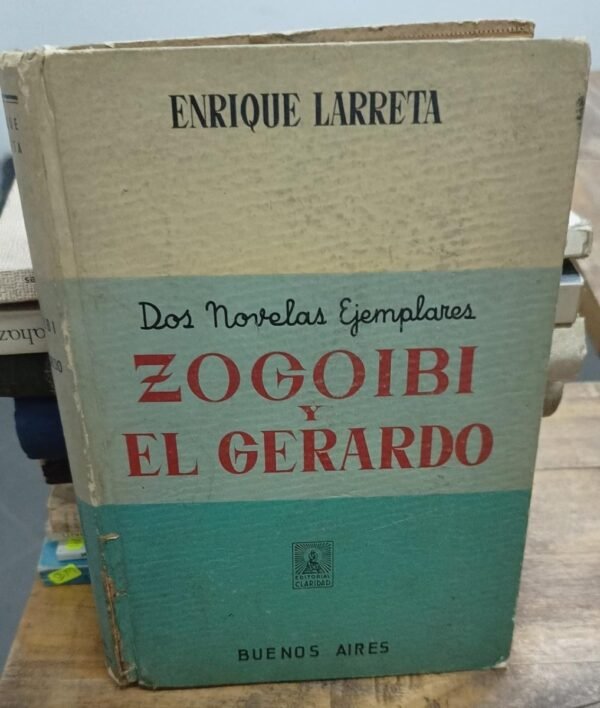 ENRIQUE LARRETA
Dos Novelas Ejemplares
ZOGOIBI
Y
EL GERARDO
EDITORIAL
CLARIDAD
BUENOS AIRES